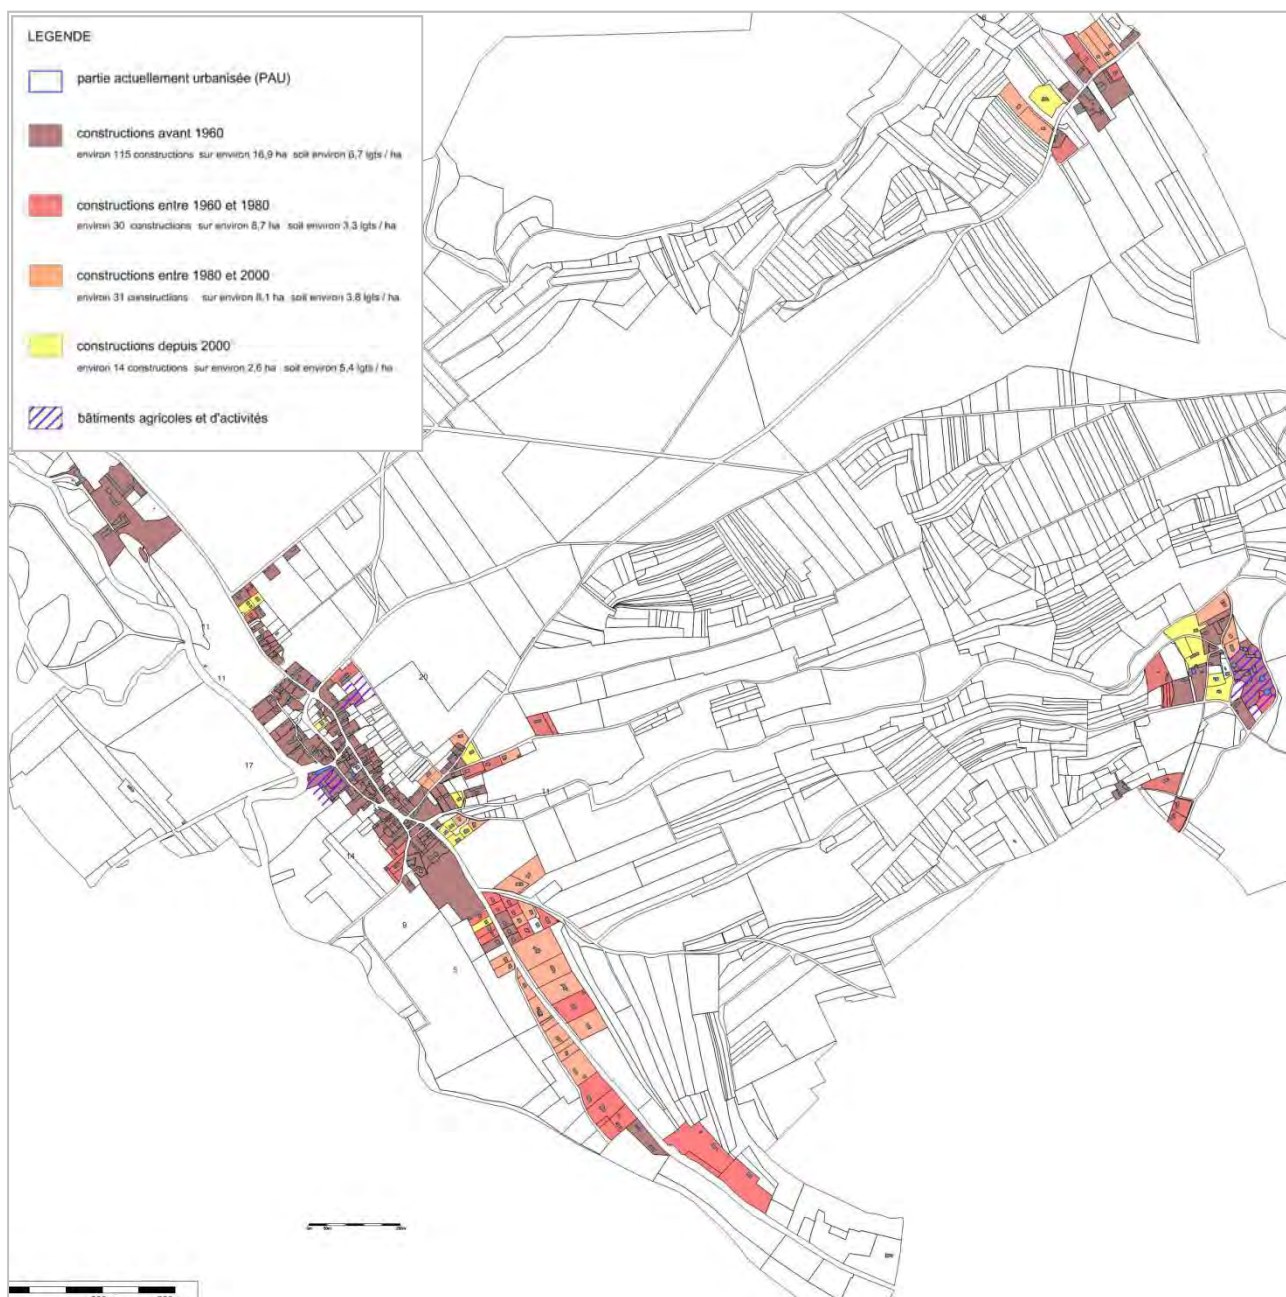 LEGENDE
partie actuellement urbanisée (PAU)
constructions avant 1960
environ 115 constructions sur environ 16,9 ha soit environ 6,7 lgts / ha
constructions entre 1960 et 1980
environ 30 constructions sur environ 8,7 ha soit environ 3,3 lgts / ha
constructions entre 1980 et 2000
environ 31 constructions sur environ 8,1 ha soit environ 3,8 lgts / ha
constructions depuis 2000
environ 14 constructions sur environ 2,6 ha soit environ 5,4 lgts / ha
bâtiments agricoles et d'activités
11
11
20
17
11
14
9